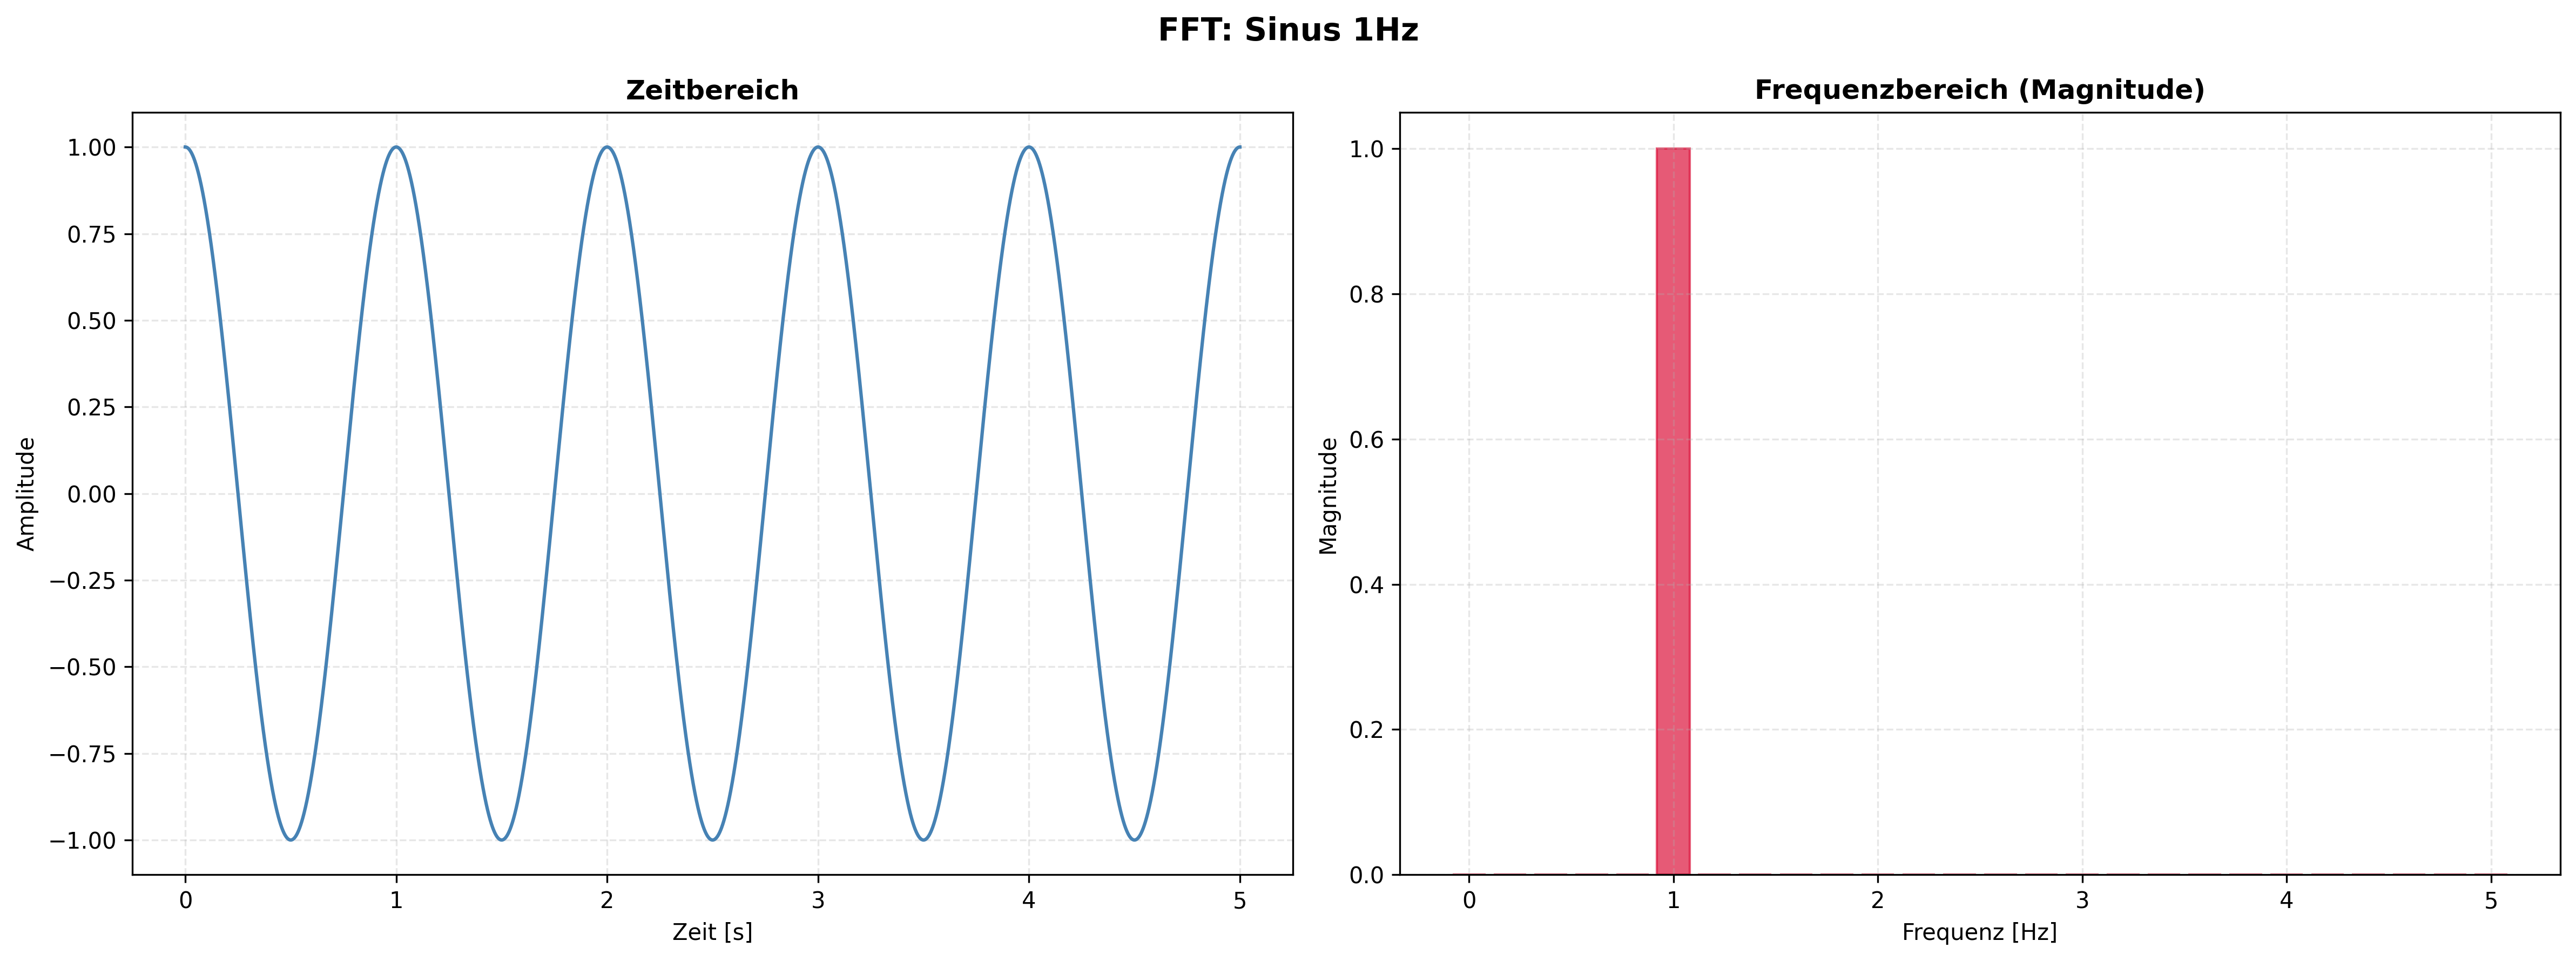 FFT: Sinus 1Hz
Zeitbereich
Amplitude
1.00
0.75
0.50
0.25
0.00
−0.25
−0.50
−0.75
−1.00
0 1 2 3 4 5
Zeit [s]
Frequenzbereich (Magnitude)
Magnitude
1.0
0.8
0.6
0.4
0.2
0.0
0 1 2 3 4 5
Frequenz [Hz]